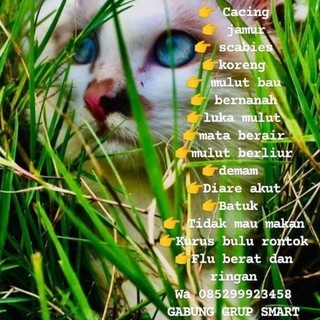 👉 Cacing
👉 jamur
👉 scabies
👉koreng
👉 mulut bau
👉 bernanah
👉luka mulut
👉mata berair
👉mulut berliur
👉demam
👉Diare akut
👉Batuk
👉 Tidak mau makan
👉Kurus bulu rontok
👉Flu berat dan
ringan
Wa 085299923458
GABUNG GRUP SMART